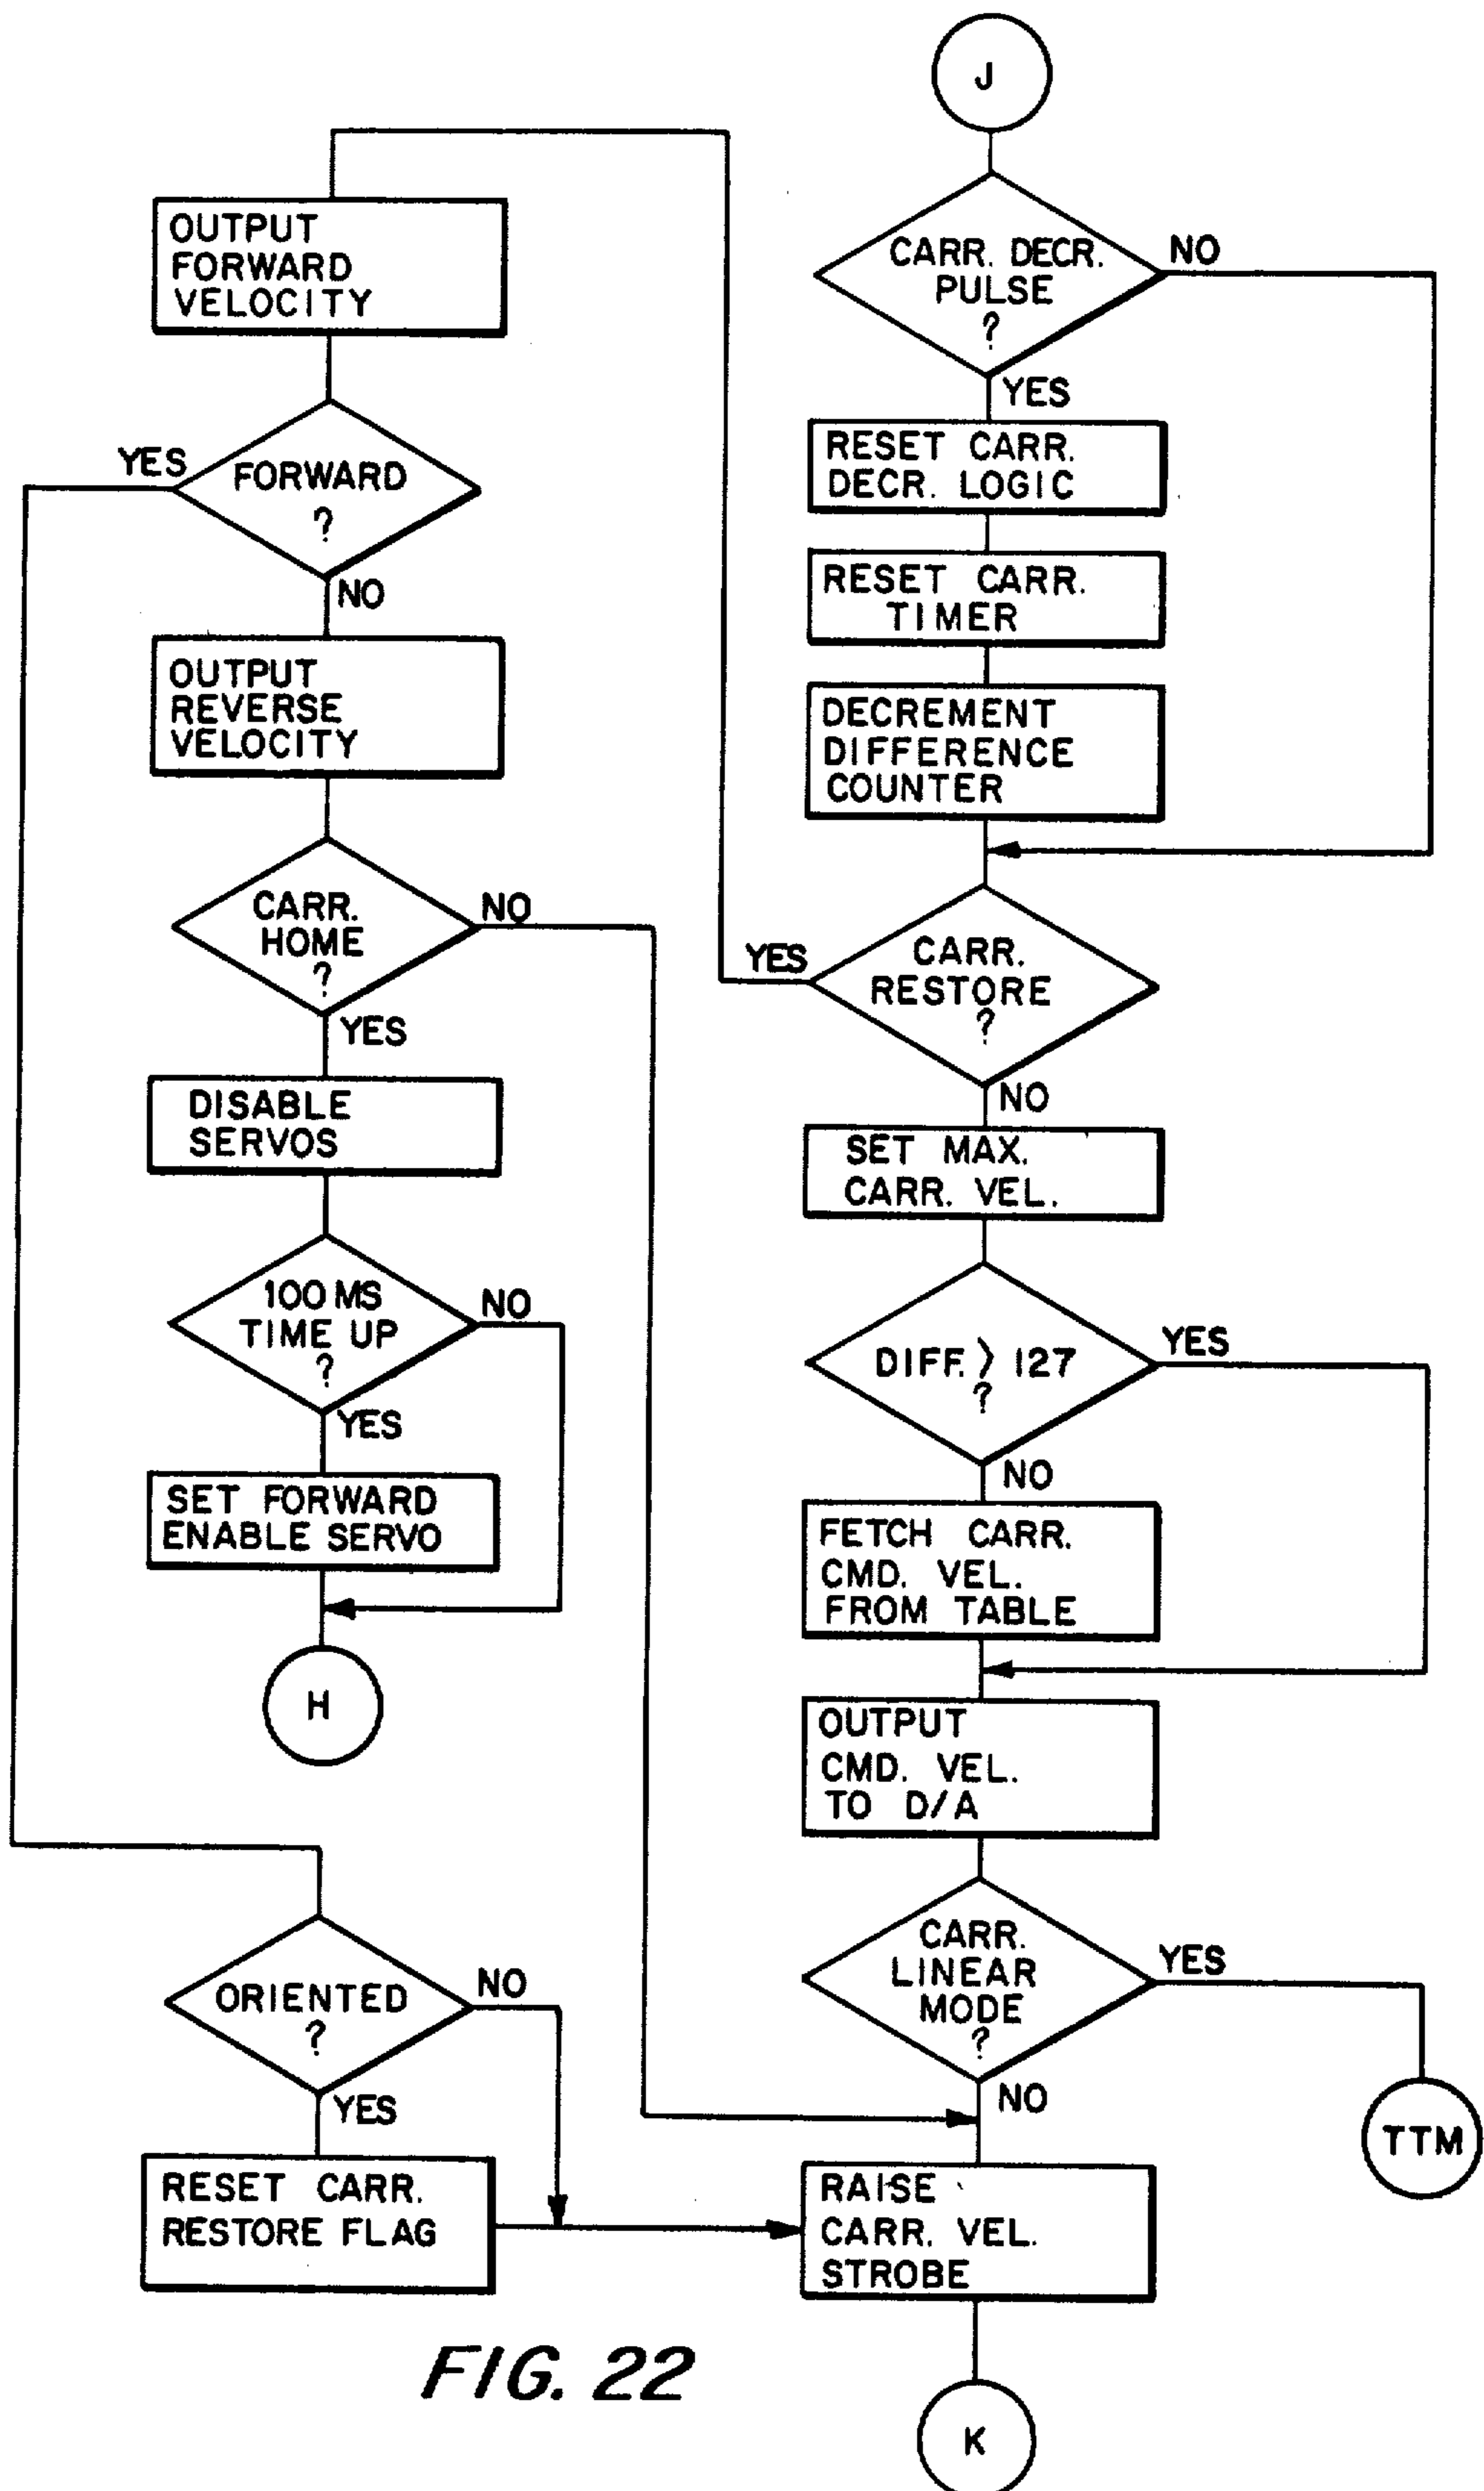 J
CARR. DECR.
PULSE
?
NO
YES
RESET CARR.
DECR. LOGIC
RESET CARR.
TIMER
DECREMENT
DIFFERENCE
COUNTER
CARR.
RESTORE
?
YES
NO
SET MAX.
CARR. VEL.
DIFF. > 127
?
YES
NO
FETCH CARR.
CMD. VEL.
FROM TABLE
OUTPUT
CMD. VEL.
TO D/A
CARR.
LINEAR
MODE
?
YES
NO
TTM
RAISE
CARR. VEL.
STROBE
K
OUTPUT
FORWARD
VELOCITY
FORWARD
?
YES
NO
OUTPUT
REVERSE
VELOCITY
CARR.
HOME
?
NO
YES
DISABLE
SERVOS
100 MS
TIME UP
?
NO
YES
SET FORWARD
ENABLE SERVO
H
ORIENTED
?
NO
YES
RESET CARR.
RESTORE FLAG
FIG. 22